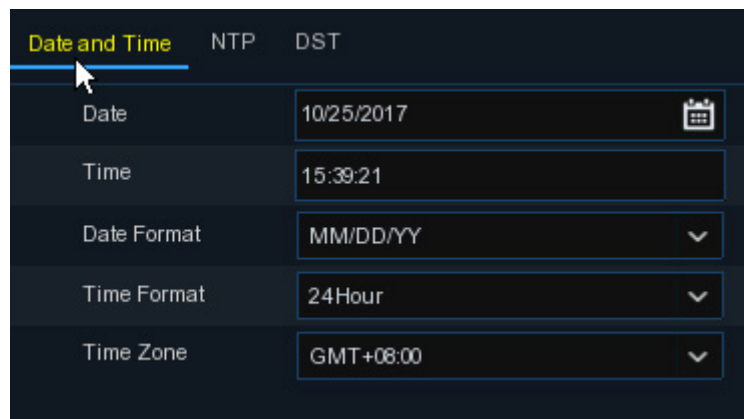 Date and Time NTP DST
Date 10/25/2017
Time 15:39:21
Date Format MM/DD/YY
Time Format 24Hour
Time Zone GMT+08:00